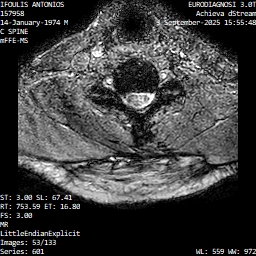 IFOULIS ANTONIOS
157958
14-January-1974 M
C SPINE
mFFE-MS
EURODIAGNOSI 3.0T
Achieva dStream
3 September-2025 15:55:48
ST: 3.00 SL: 67.41
RT: 753.59 ET: 16.80
FS: 3.00
MR
LittleEndianExplicit
Images: 53/133
Series: 601
WL: 559 WW: 972